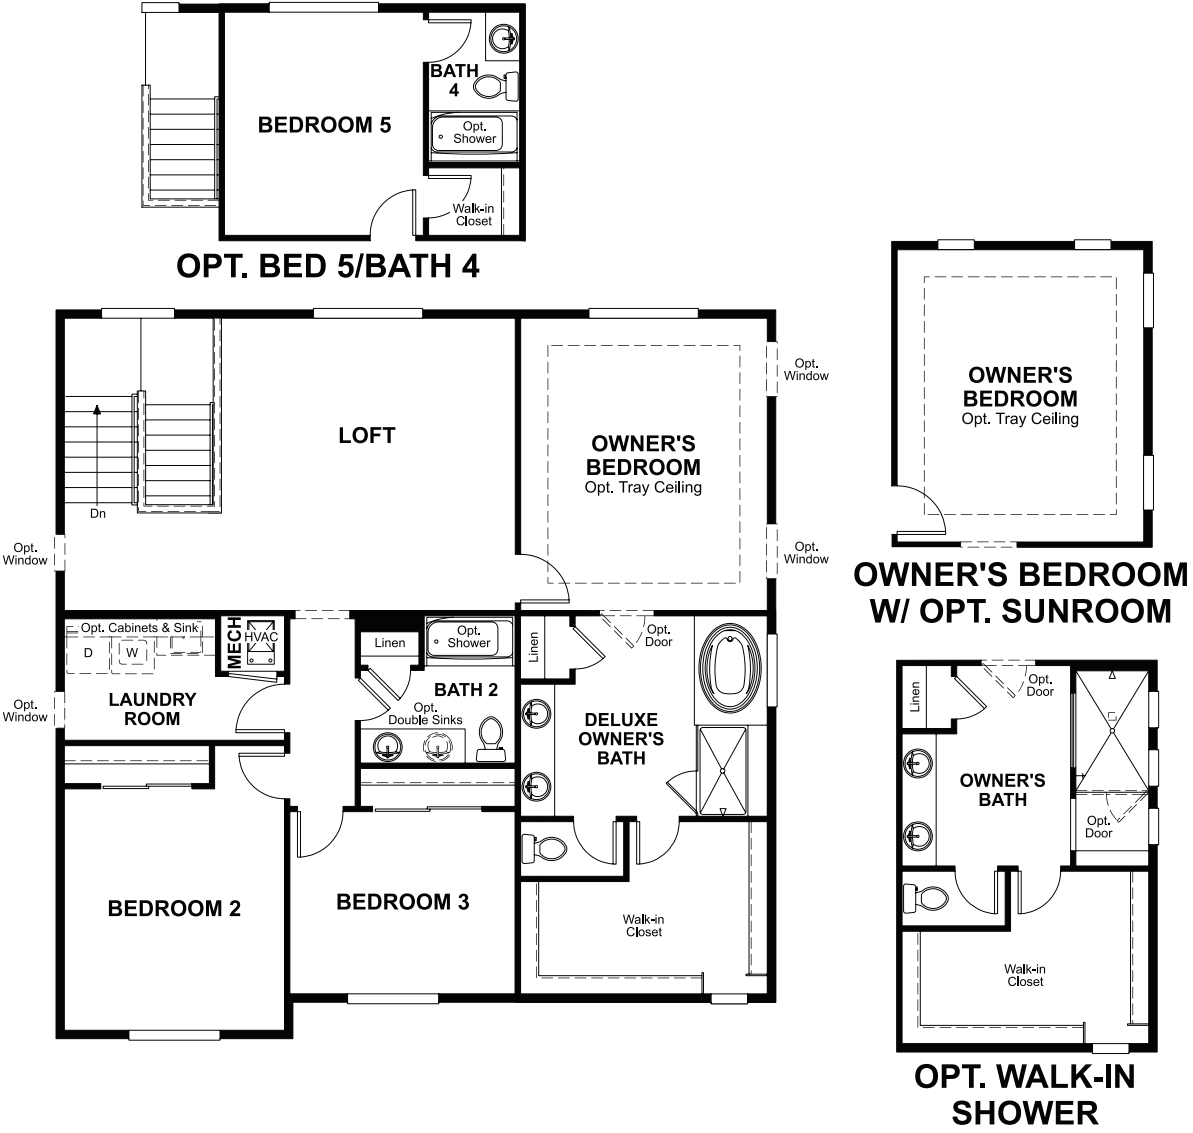 BATH
4
BEDROOM 5
Opt.
Shower
Walk-in
Closet
OPT. BED 5/BATH 4
OWNER'S
BEDROOM
Opt. Tray Ceiling
OWNER'S BEDROOM
W/ OPT. SUNROOM
LOFT
OWNER'S
BEDROOM
Opt. Tray Ceiling
Opt.
Window
Dn
Opt.
Window
Opt.
Window
Opt. Cabinets & Sink
D
W
MECH
HVAC
Linen
Opt.
Shower
Linen
Opt.
Door
LAUNDRY
ROOM
Opt.
Window
BATH 2
Opt.
Double Sinks
DELUXE
OWNER'S
BATH
BEDROOM 2
BEDROOM 3
Walk-in
Closet
Linen
Opt.
Door
OWNER'S
BATH
Opt.
Door
Walk-in
Closet
OPT. WALK-IN
SHOWER